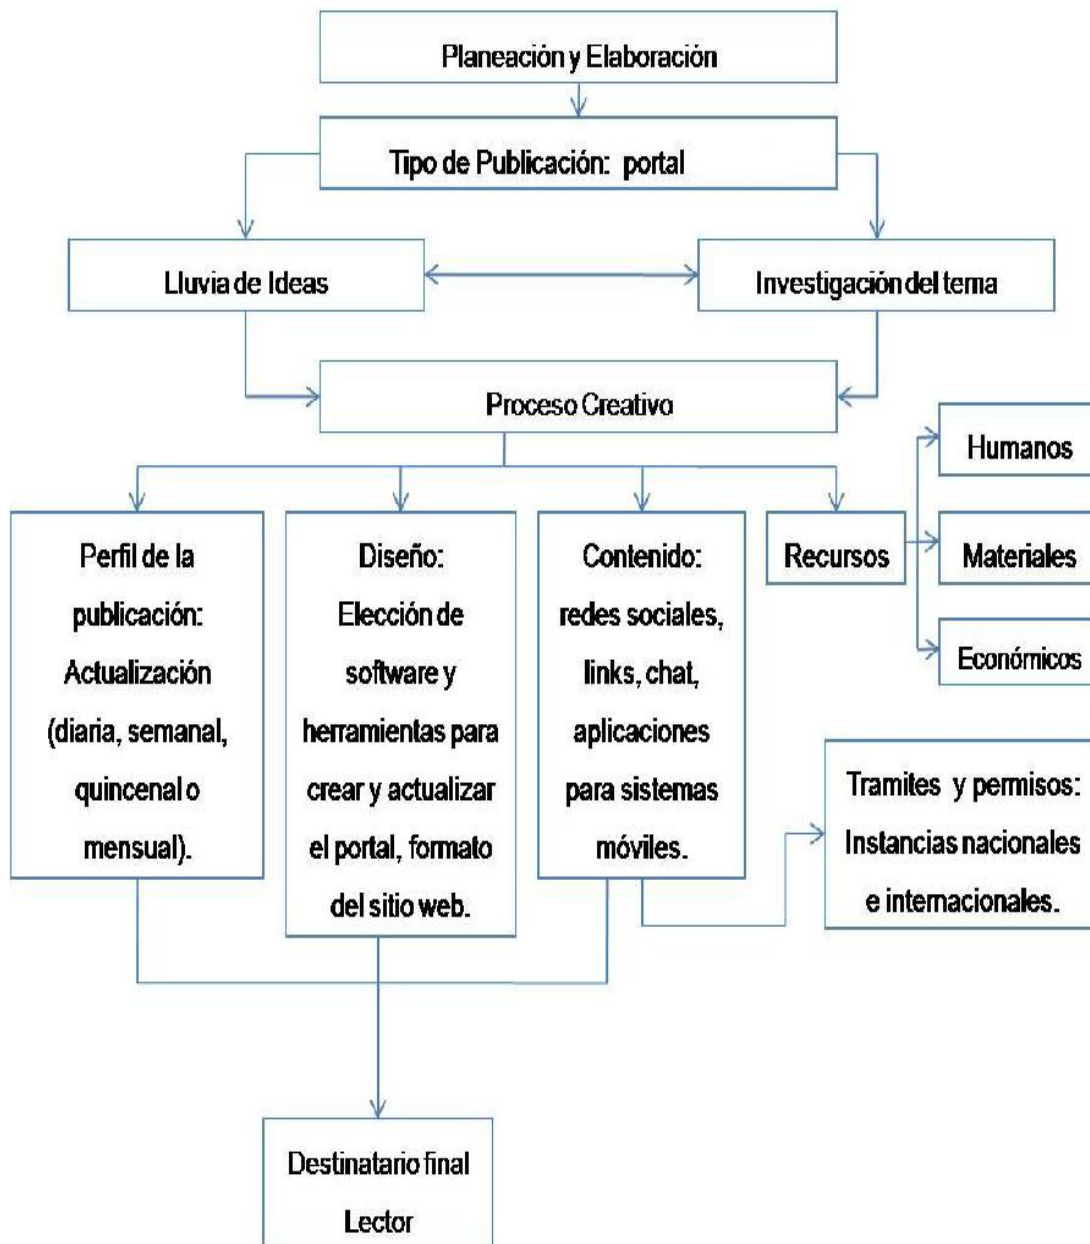 Planeación y Elaboración
Tipo de Publicación: portal
Lluvia de Ideas
Investigación del tema
Proceso Creativo
Humanos
Perfil de la
publicación:
Actualización
(diaria, semanal,
quincenal o
mensual).
Diseño:
Elección de
software y
herramientas para
crear y actualizar
el portal, formato
del sitio web.
Contenido:
redes sociales,
links, chat,
aplicaciones
para sistemas
móviles.
Recursos
Materiales
Económicos
Tramites y permisos:
Instancias nacionales
e internacionales.
Destinatario final
Lector